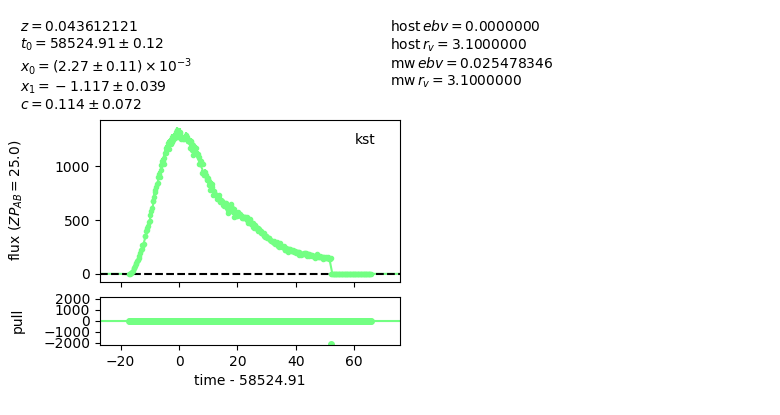 z = 0.043612121
t₀ = 58524.91 ± 0.12
x₀ = (2.27 ± 0.11) × 10⁻³
x₁ = −1.117 ± 0.039
c = 0.114 ± 0.072
host ebv = 0.0000000
host r_v = 3.1000000
mw ebv = 0.025478346
mw r_v = 3.1000000
kst
flux (ZP_AB = 25.0)
1000
500
0
pull
2000
1000
0
−1000
−2000
−20 0 20 40 60
time - 58524.91